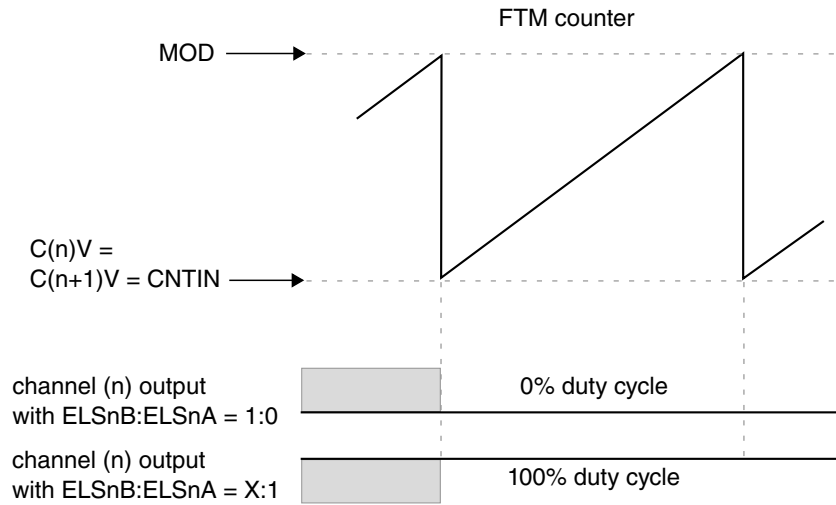 FTM counter
MOD
C(n)V =
C(n+1)V = CNTIN
channel (n) output
with ELSnB:ELSnA = 1:0
0% duty cycle
channel (n) output
with ELSnB:ELSnA = X:1
100% duty cycle